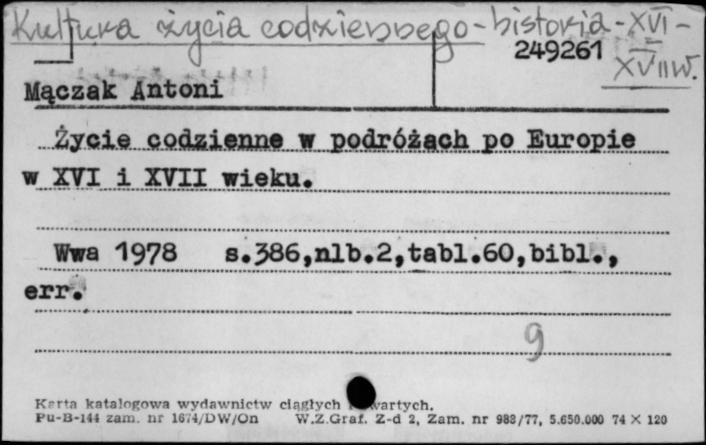 Kultura życia codziennego - historia - XVI -
XVII w.
249261
Mączak Antoni
Życie codzienne w podróżach po Europie
w XVI i XVII wieku.
Wwa 1978 s.386,nlb.2,tabl.60,bibl.,
err.
9
Karta katalogowa wydawnictw ciągłych i zwartych.
Pu-B-144 zam. nr 1674/DW/On W.Z.Graf. Z-d 2, Zam. nr 983/77, 5.650.000 74 X 120